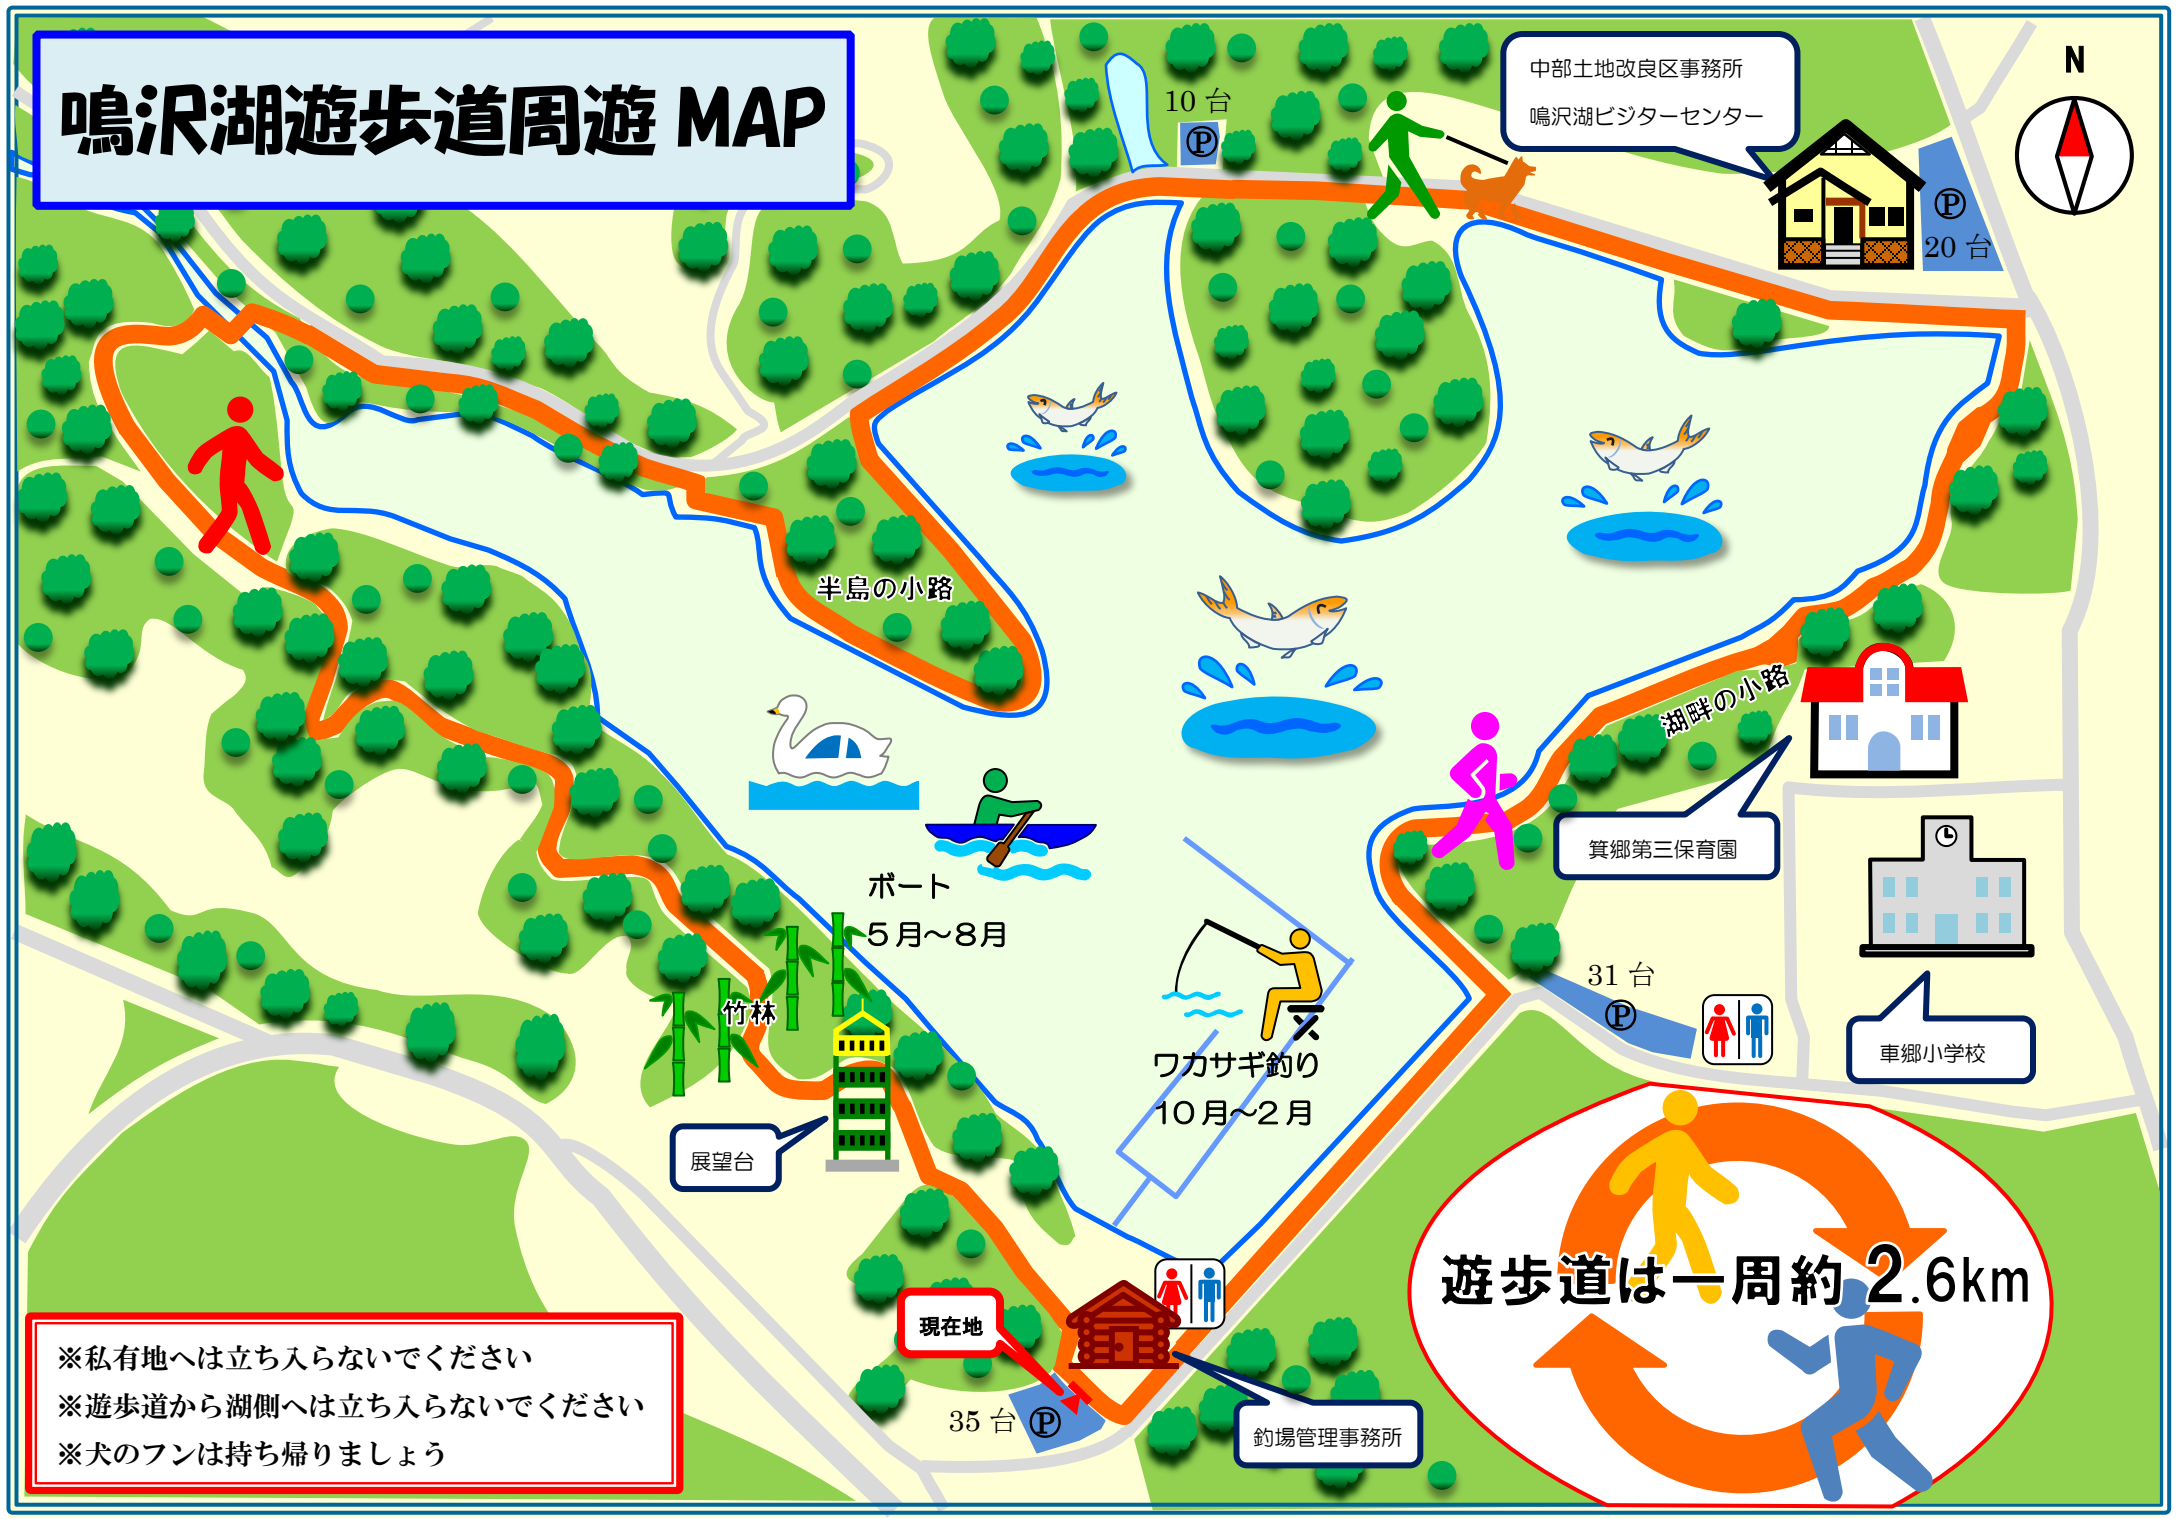 鳴沢湖遊歩道周遊 MAP
10 台
Ⓟ
中部土地改良区事務所
鳴沢湖ビジターセンター
N
Ⓟ
20 台
半島の小路
湖畔の小路
箕郷第三保育園
ボート
5月～8月
竹林
31 台
Ⓟ
車郷小学校
ワカサギ釣り
10月～2月
展望台
遊歩道は一周約 2.6km
現在地
35 台 Ⓟ
釣場管理事務所
※私有地へは立ち入らないでください
※遊歩道から湖側へは立ち入らないでください
※犬のフンは持ち帰りましょう